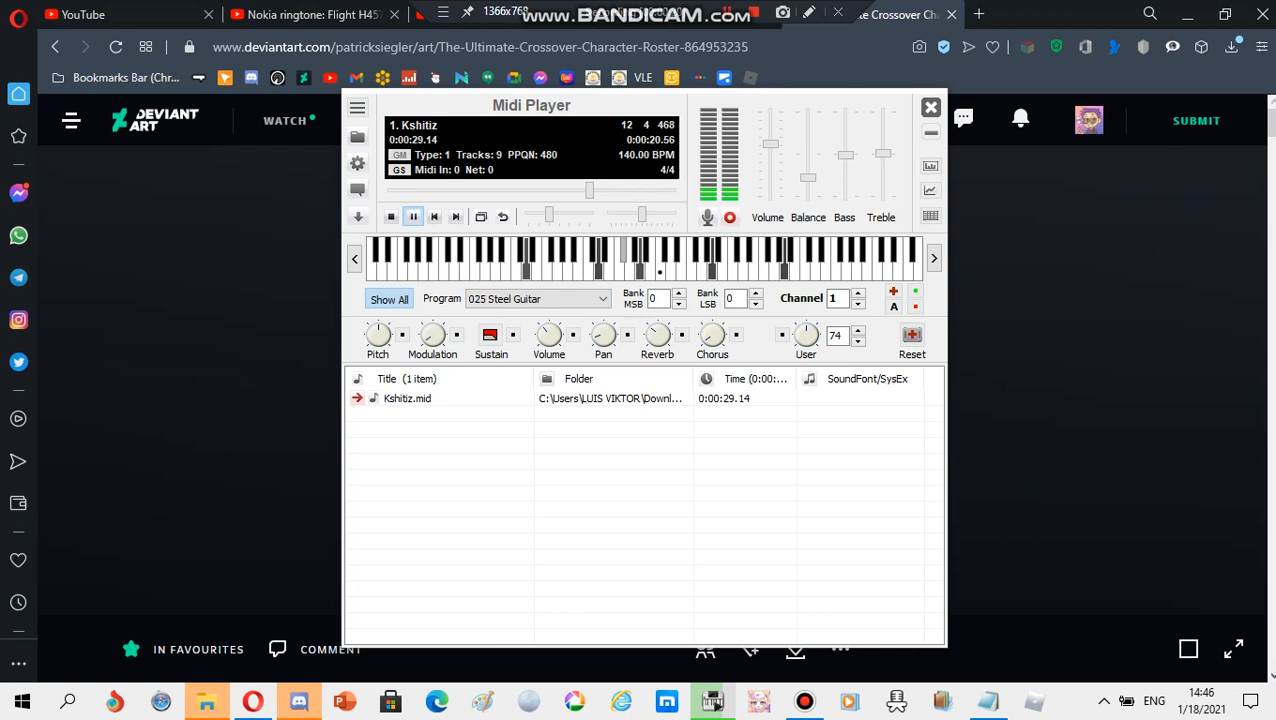 YouTube
Nokia ringtone: Flight H457
1366x768
www.BANDICAM.com
te Crossover Cha
www.deviantart.com/patricksiegler/art/The-Ultimate-Crossover-Character-Roster-864953235
Bookmarks Bar (Chr...
VLE
DEVIANT
ART
WATCH
SUBMIT
Midi Player
1. Kshitiz
12 4 468
0:00:29.14
0:00:20.56
GM Type: 1 Tracks: 9 PPQN: 480
140.00 BPM
GS Midi In: 0 Net: 0
4/4
Volume Balance Bass Treble
Show All Program 025 Steel Guitar
Bank MSB 0
Bank LSB 0
Channel 1
A
74
Pitch Modulation Sustain Volume Pan Reverb Chorus User Reset
Title (1 item) Folder Time (0:00:... SoundFont/SysEx
Kshitiz.mid C:\Users\LUIS VIKTOR\Downl... 0:00:29.14
IN FAVOURITES COMMENT
ENG
14:46
1/18/2021